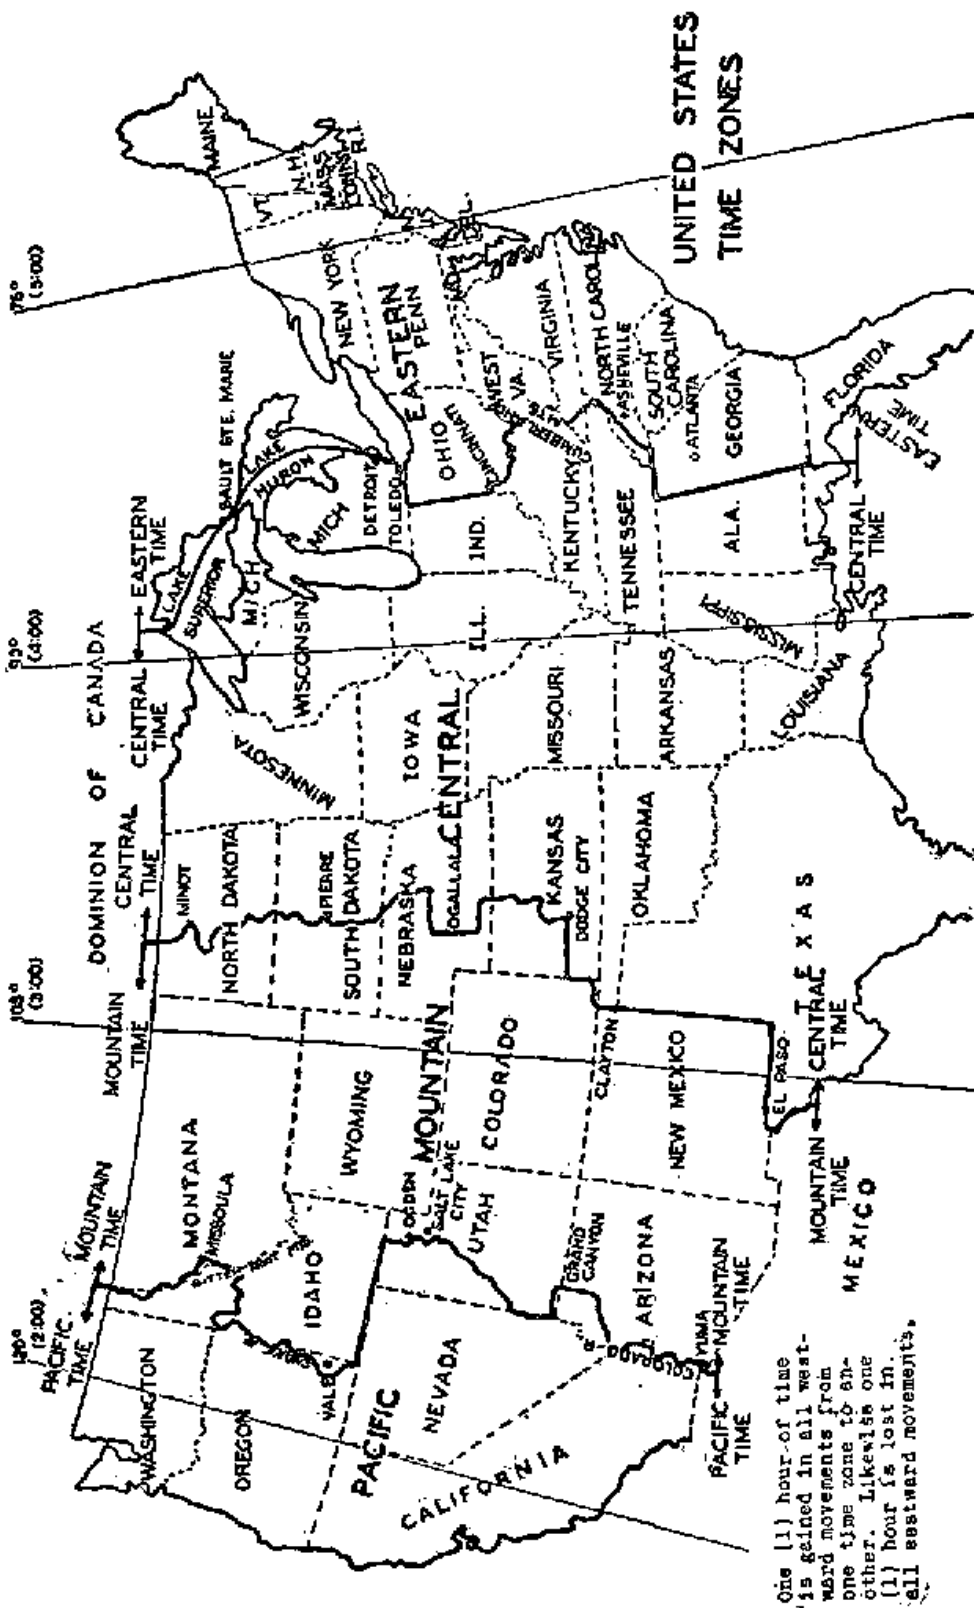 UNITED STATES
TIME ZONES
DOMINION OF CANADA
120°
(2:00)
105°
(3:00)
90°
(4:00)
75°
(5:00)
PACIFIC
TIME
MOUNTAIN
TIME
MOUNTAIN
TIME
CENTRAL
TIME
CENTRAL
TIME
EASTERN
TIME
WASHINGTON
OREGON
VALE
PACIFIC
NEVADA
CALIFORNIA
MONTANA
MISSOULA
IDAHO
WYOMING
MOUNTAIN
OGDEN
SALT LAKE
CITY
UTAH
COLORADO
GRAND
CANYON
ARIZONA
COLORADO R
YUMA
PACIFIC
TIME
MOUNTAIN
TIME
NEW MEXICO
CLAYTON
EL PASO
MOUNTAIN
TIME
CENTRAL
TIME
MEXICO
TEXAS
MINOT
NORTH DAKOTA
PIERRE
SOUTH DAKOTA
NEBRASKA
OGALLALA
CENTRAL
KANSAS
DODGE CITY
OKLAHOMA
MINNESOTA
IOWA
MISSOURI
ARKANSAS
LOUISIANA
WISCONSIN
ILL.
MISSISSIPPI
LAKE
SUPERIOR
MICH
SAULT STE. MARIE
LAKE
HURON
MICH
DETROIT
TOLEDO
IND.
OHIO
CINCINNATI
KENTUCKY
TENNESSEE
ALA.
CENTRAL
TIME
EASTERN
TIME
EASTERN
PENN
NEW YORK
VT.
N.H.
MAINE
MASS
CONN
R.I.
N.J.
MD.
DEL.
WEST
VA.
VIRGINIA
NORTH CAROLINA
ASHEVILLE
SOUTH
CAROLINA
ATLANTA
GEORGIA
FLORIDA
One (1) hour of time
is gained in all west-
ward movements from
one time zone to an-
other. Likewise one
(1) hour is lost in
all eastward movements.